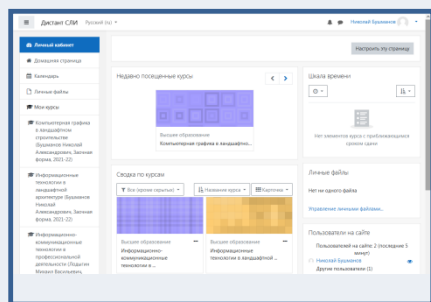 Дистант СЛИ Русский (ru)
Николай Бушманов
Личный кабинет
Домашняя страница
Календарь
Личные файлы
Мои курсы
Компьютерная графика
в ландшафтном
строительстве
(Бушманов Николай
Александрович, Заочная
форма, 2021-22)
Информационные
технологии в
ландшафтной
архитектуре (Бушманов
Николай
Александрович, Заочная
форма, 2021-22)
Информационно-
коммуникационные
технологии в
профессиональной
деятельности (Лодыгин
Михаил Васильевич,
Настроить эту страницу
Недавно посещенные курсы
Высшее образование
Компьютерная графика в ландшафтн...
Сводка по курсам
Все (кроме скрытых)
Название курса
Карточка
Высшее образование
Информационно-
коммуникационные
технологии в ...
Высшее образование
Информационные
технологии в ландшафтной ...
Шкала времени
Нет элементов курса с приближающимся
сроком сдачи
Личные файлы
Нет ни одного файла
Управление личными файлами...
Пользователи на сайте
Пользователей на сайте: 2 (последние 5
минут)
Николай Бушманов
Другие пользователи (1)